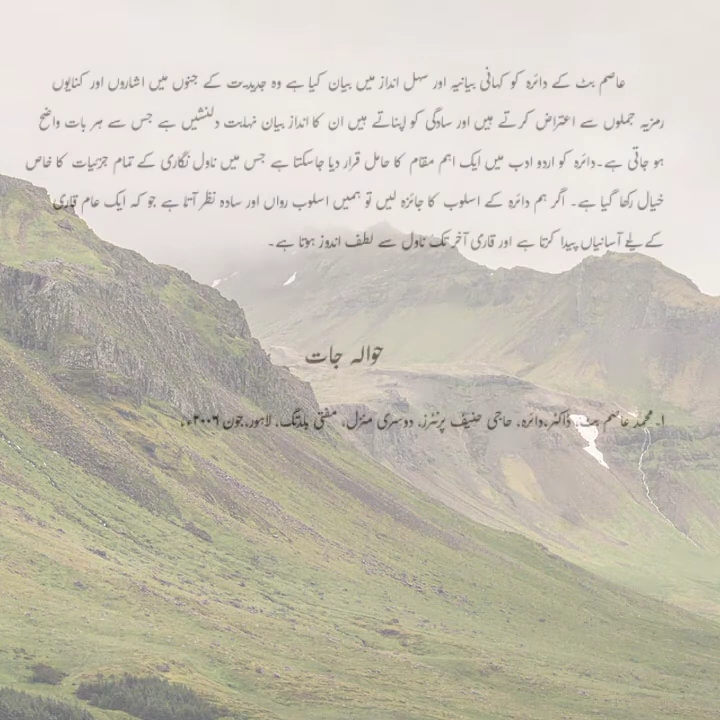 عاصم بٹ کے دائرہ کو کہانی بیانیہ اور سہل انداز میں بیان کیا ہے وہ جدیدیت کے جنوں میں اشاروں اور کنایوں
رمزیہ جملوں سے اعتراض کرتے ہیں اور سادگی کو اپناتے ہیں ان کا انداز بیان نہایت دلنشیں ہے جس سے ہر بات واضح
ہو جاتی ہے۔دائرہ کو اردو ادب میں ایک اہم مقام کا حامل قرار دیا جاسکتا ہے جس میں ناول نگاری کے تمام جزئیات کا خاص
خیال رکھا گیا ہے۔ اگر ہم دائرہ کے اسلوب کا جائزہ لیں تو ہمیں اسلوب رواں اور سادہ نظر آتا ہے جو کہ ایک عام قاری
کے لیے آسانیاں پیدا کرتا ہے اور قاری آخر تک ناول سے لطف اندوز ہوتا ہے۔
حوالہ جات
۱۔محمد عاصم بٹ، ڈاکٹر،دائرہ، حاجی حنیف پرنٹرز، دوسری منزل، مفتی بلڈنگ، لاہور،جون ۲۰۰۶ء،